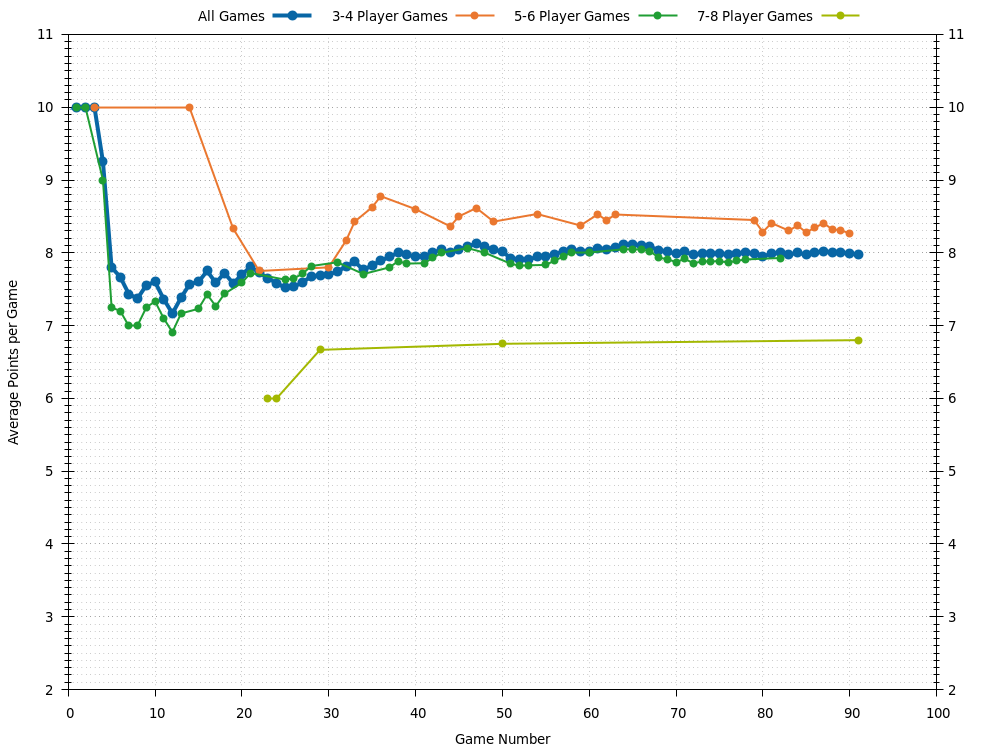 All Games 3-4 Player Games 5-6 Player Games 7-8 Player Games
11 11
10 10
9 9
8 8
7 7
6 6
5 5
4 4
3 3
2 2
Average Points per Game
0 10 20 30 40 50 60 70 80 90 100
Game Number